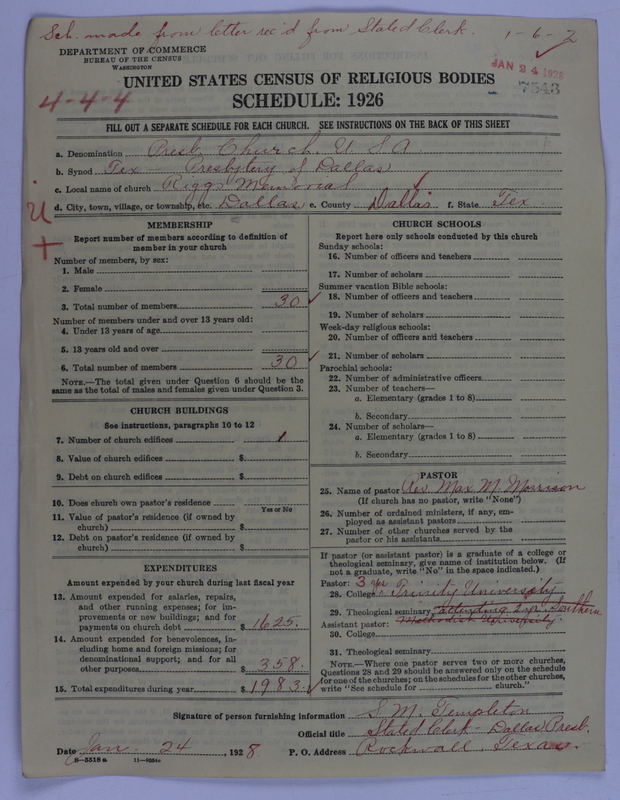 Sch. made from letter rec'd from Stated Clerk. 1-6-2
DEPARTMENT OF COMMERCE
BUREAU OF THE CENSUS
WASHINGTON
JAN 24 1928
7543
UNITED STATES CENSUS OF RELIGIOUS BODIES
4-4-4
SCHEDULE: 1926
FILL OUT A SEPARATE SCHEDULE FOR EACH CHURCH. SEE INSTRUCTIONS ON THE BACK OF THIS SHEET
a. Denomination Presb. Church. U.S.A.
b. Synod Tex - Presbytery of Dallas
c. Local name of church Riggs Memorial
d. City, town, village, or township, etc. Dallas e. County Dallas f. State Tex.
MEMBERSHIP
Report number of members according to definition of
member in your church
Number of members, by sex:
1. Male
2. Female
3. Total number of members 30
Number of members under and over 13 years old:
4. Under 13 years of age
5. 13 years old and over
6. Total number of members 30
NOTE.—The total given under Question 6 should be the
same as the total of males and females given under Question 3.
CHURCH BUILDINGS
See instructions, paragraphs 10 to 12
7. Number of church edifices 1
8. Value of church edifices $
9. Debt on church edifices $
10. Does church own pastor's residence
Yes or No
11. Value of pastor's residence (if owned by
church) $
12. Debt on pastor's residence (if owned by
church) $
EXPENDITURES
Amount expended by your church during last fiscal year
13. Amount expended for salaries, repairs,
and other running expenses; for im-
provements or new buildings; and for
payments on church debt $ 1625.
14. Amount expended for benevolences, in-
cluding home and foreign missions; for
denominational support; and for all
other purposes $ 358.
15. Total expenditures during year $ 1983.
CHURCH SCHOOLS
Report here only schools conducted by this church
Sunday schools:
16. Number of officers and teachers
17. Number of scholars
Summer vacation Bible schools:
18. Number of officers and teachers
19. Number of scholars
Week-day religious schools:
20. Number of officers and teachers
21. Number of scholars
Parochial schools:
22. Number of administrative officers
23. Number of teachers—
a. Elementary (grades 1 to 8)
b. Secondary
24. Number of scholars—
a. Elementary (grades 1 to 8)
b. Secondary
PASTOR
25. Name of pastor Rev Max M. Morrison
(If church has no pastor, write "None")
26. Number of ordained ministers, if any, em-
ployed as assistant pastors
27. Number of other churches served by the
pastor or his assistants
If pastor (or assistant pastor) is a graduate of a college or
theological seminary, give name of institution below. (If
not a graduate, write "No" in the space indicated.)
Pastor: 3 yr
28. College Trinity University
29. Theological seminary attending Southern
Assistant pastor: Methodist University.
30. College
31. Theological seminary
NOTE.—Where one pastor serves two or more churches,
Questions 28 and 29 should be answered only on the schedule
for one of the churches; on the schedules for the other churches,
write "See schedule for church."
Signature of person furnishing information S. M. Templeton
Official title Stated Clerk - Dallas Presb.
Date Jan. 24, 1928 P. O. Address Rockwall, Texas.
8—5518 a 11—9254